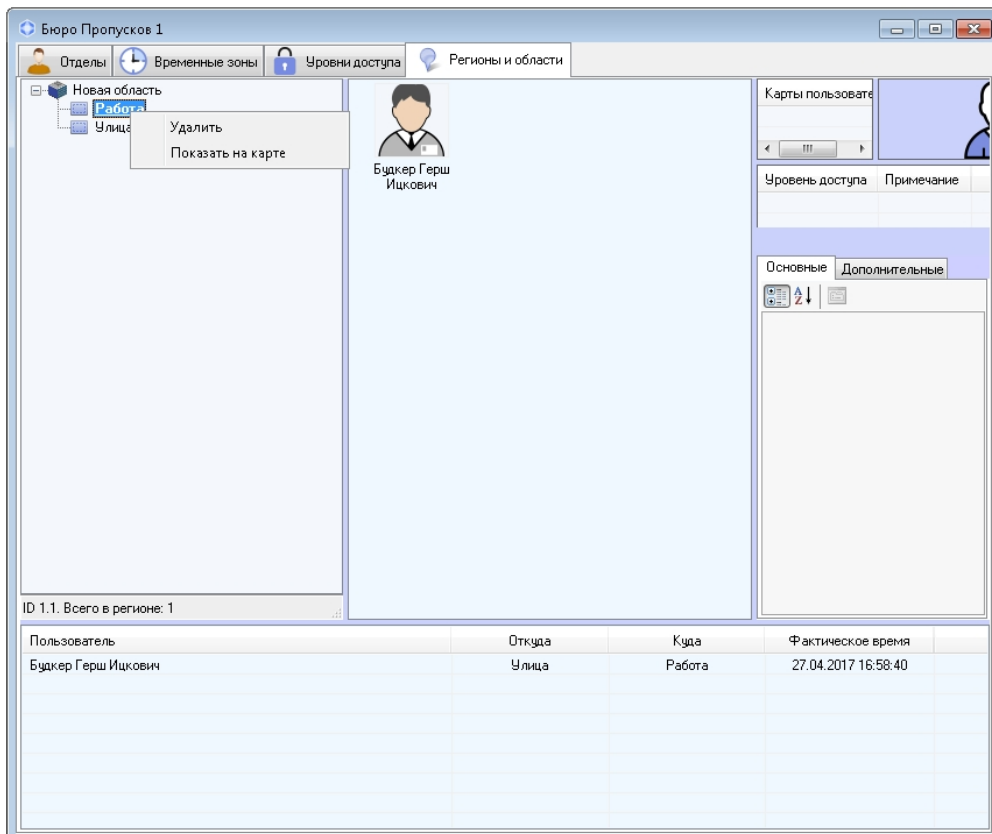 Бюро Пропусков 1
Отделы
Временные зоны
Уровни доступа
Регионы и области
Новая область
Работа
Улица
Удалить
Показать на карте
Будкер Герш
Ицкович
Карты пользовате
Уровень доступа
Примечание
Основные
Дополнительные
ID 1.1. Всего в регионе: 1
Пользователь Откуда Куда Фактическое время
Будкер Герш Ицкович Улица Работа 27.04.2017 16:58:40